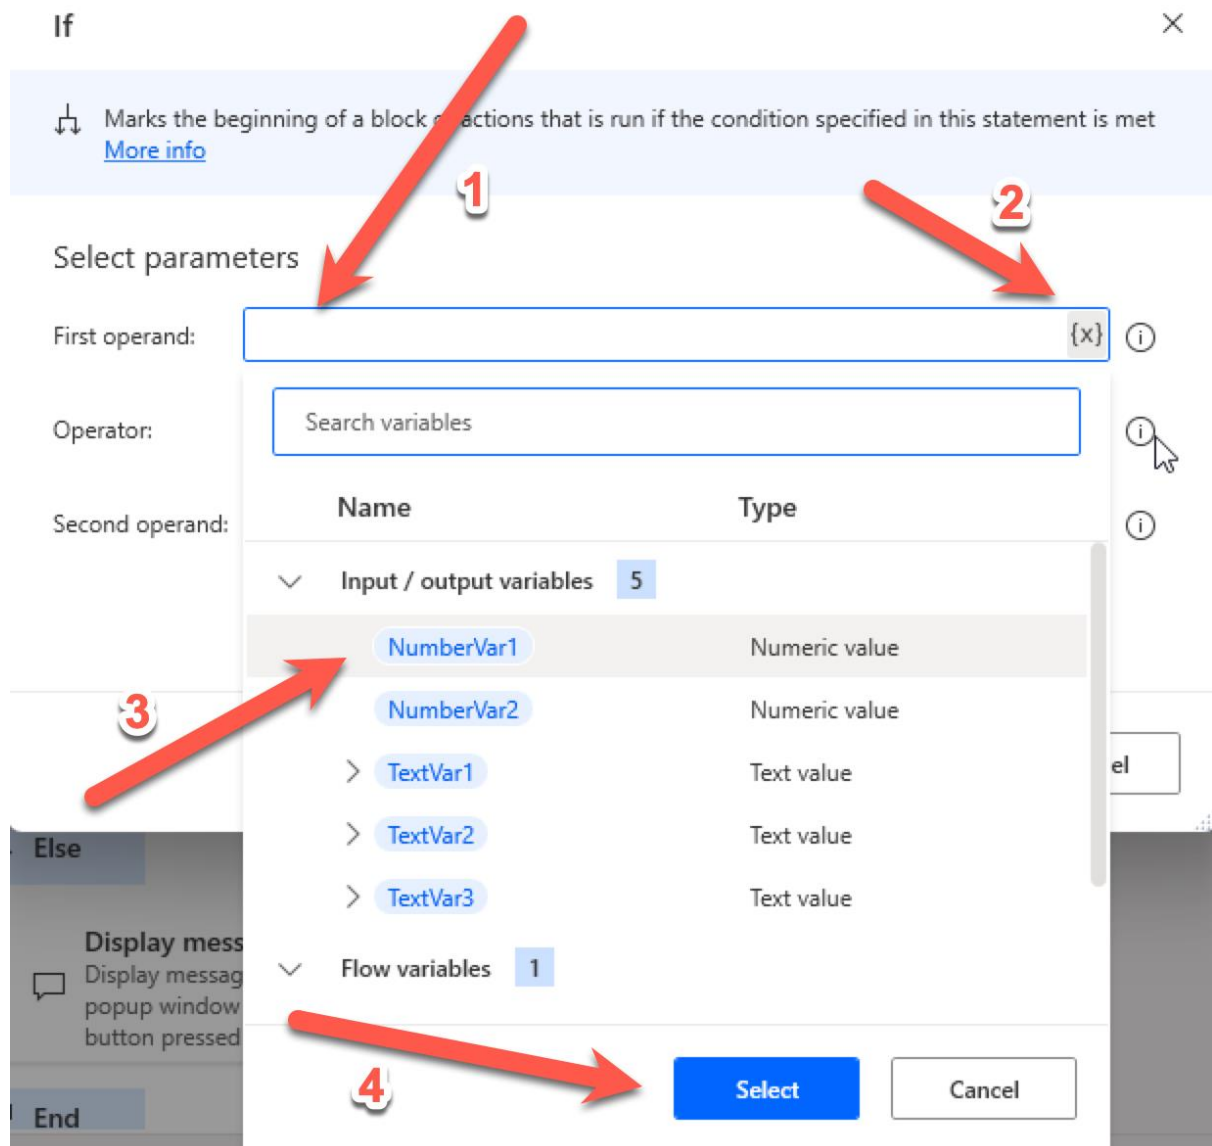 If
Marks the beginning of a block of actions that is run if the condition specified in this statement is met
More info
1
2
Select parameters
First operand:
{x}
Operator:
Search variables
Name Type
Second operand:
Input / output variables 5
NumberVar1 Numeric value
3
NumberVar2 Numeric value
TextVar1 Text value
el
TextVar2 Text value
Else
TextVar3 Text value
Display mess
Flow variables 1
Display messag
popup window
button pressed
4
Select Cancel
End